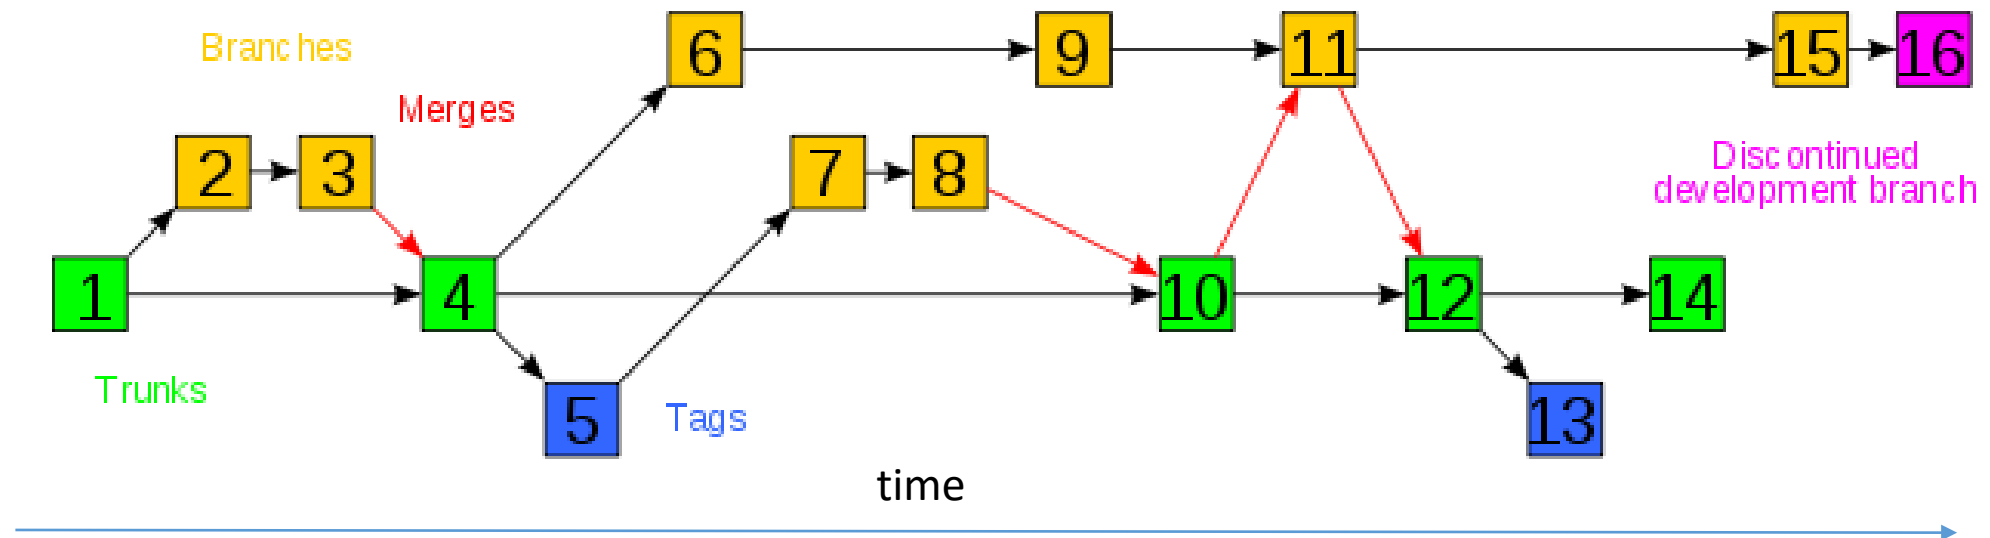 Branches
6
9
11
15
16
Merges
2
3
7
8
Discontinued
development branch
1
4
10
12
14
Trunks
5
Tags
13
time